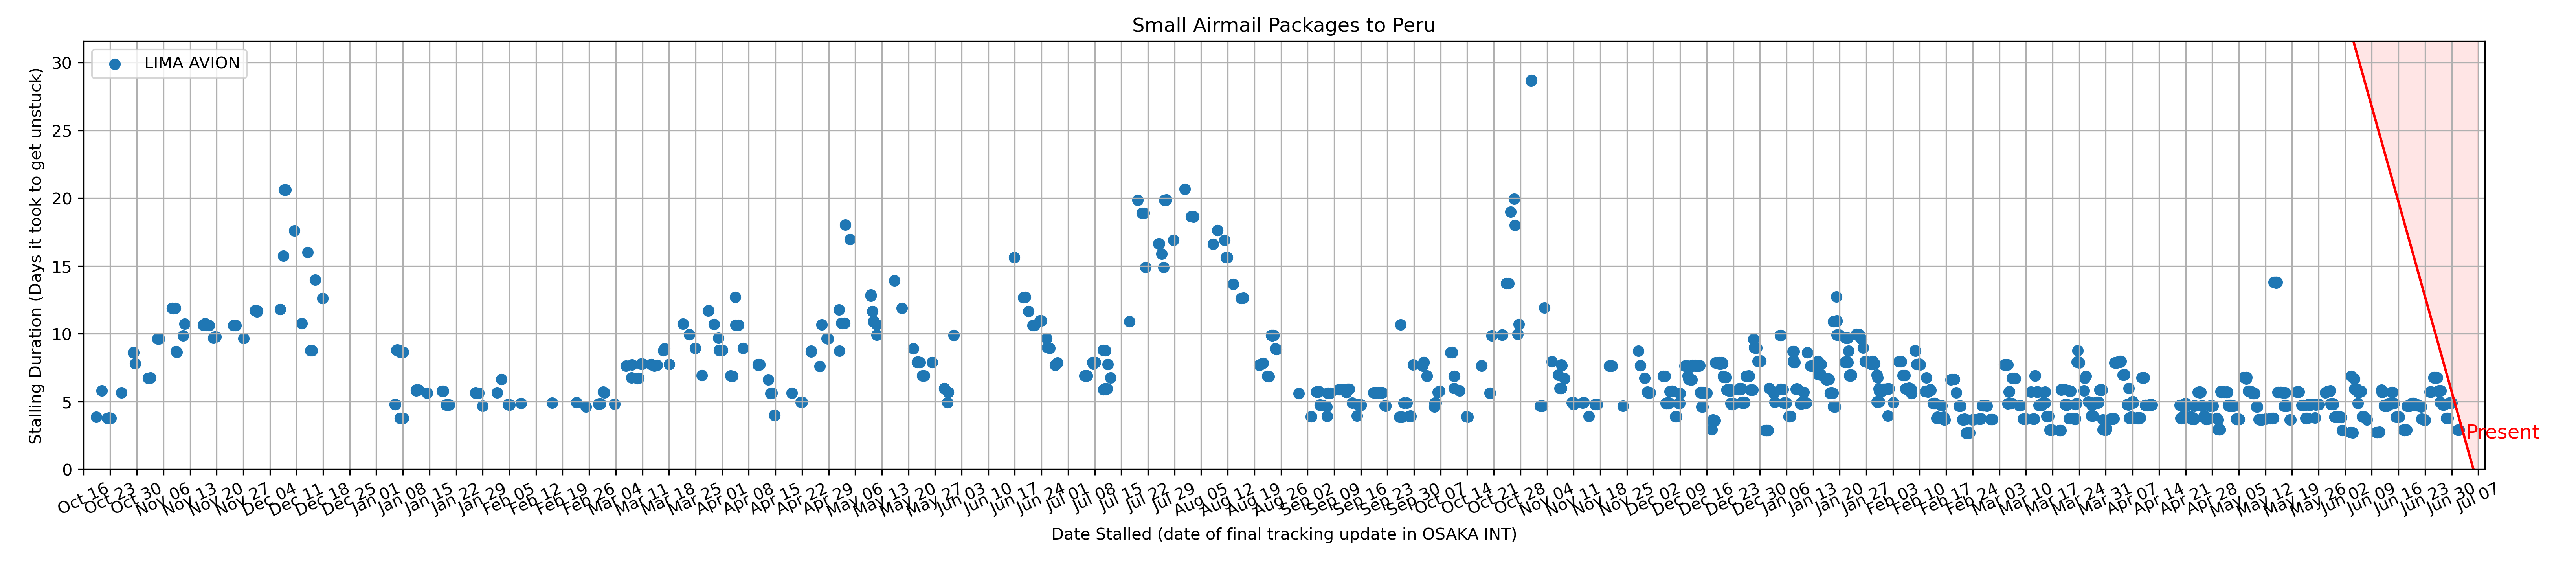 Small Airmail Packages to Peru
LIMA AVION
Stalling Duration (Days it took to get unstuck)
30
25
20
15
10
5
0
Present
Oct 16
Oct 23
Oct 30
Nov 06
Nov 13
Nov 20
Nov 27
Dec 04
Dec 11
Dec 18
Dec 25
Jan 01
Jan 08
Jan 15
Jan 22
Jan 29
Feb 05
Feb 12
Feb 19
Feb 26
Mar 04
Mar 11
Mar 18
Mar 25
Apr 01
Apr 08
Apr 15
Apr 22
Apr 29
May 06
May 13
May 20
May 27
Jun 03
Jun 10
Jun 17
Jun 24
Jul 01
Jul 08
Jul 15
Jul 22
Jul 29
Aug 05
Aug 12
Aug 19
Aug 26
Sep 02
Sep 09
Sep 16
Sep 23
Sep 30
Oct 07
Oct 14
Oct 21
Oct 28
Nov 04
Nov 11
Nov 18
Nov 25
Dec 02
Dec 09
Dec 16
Dec 23
Dec 30
Jan 06
Jan 13
Jan 20
Jan 27
Feb 03
Feb 10
Feb 17
Feb 24
Mar 03
Mar 10
Mar 17
Mar 24
Mar 31
Apr 07
Apr 14
Apr 21
Apr 28
May 05
May 12
May 19
May 26
Jun 02
Jun 09
Jun 16
Jun 23
Jun 30
Jul 07
Date Stalled (date of final tracking update in OSAKA INT)